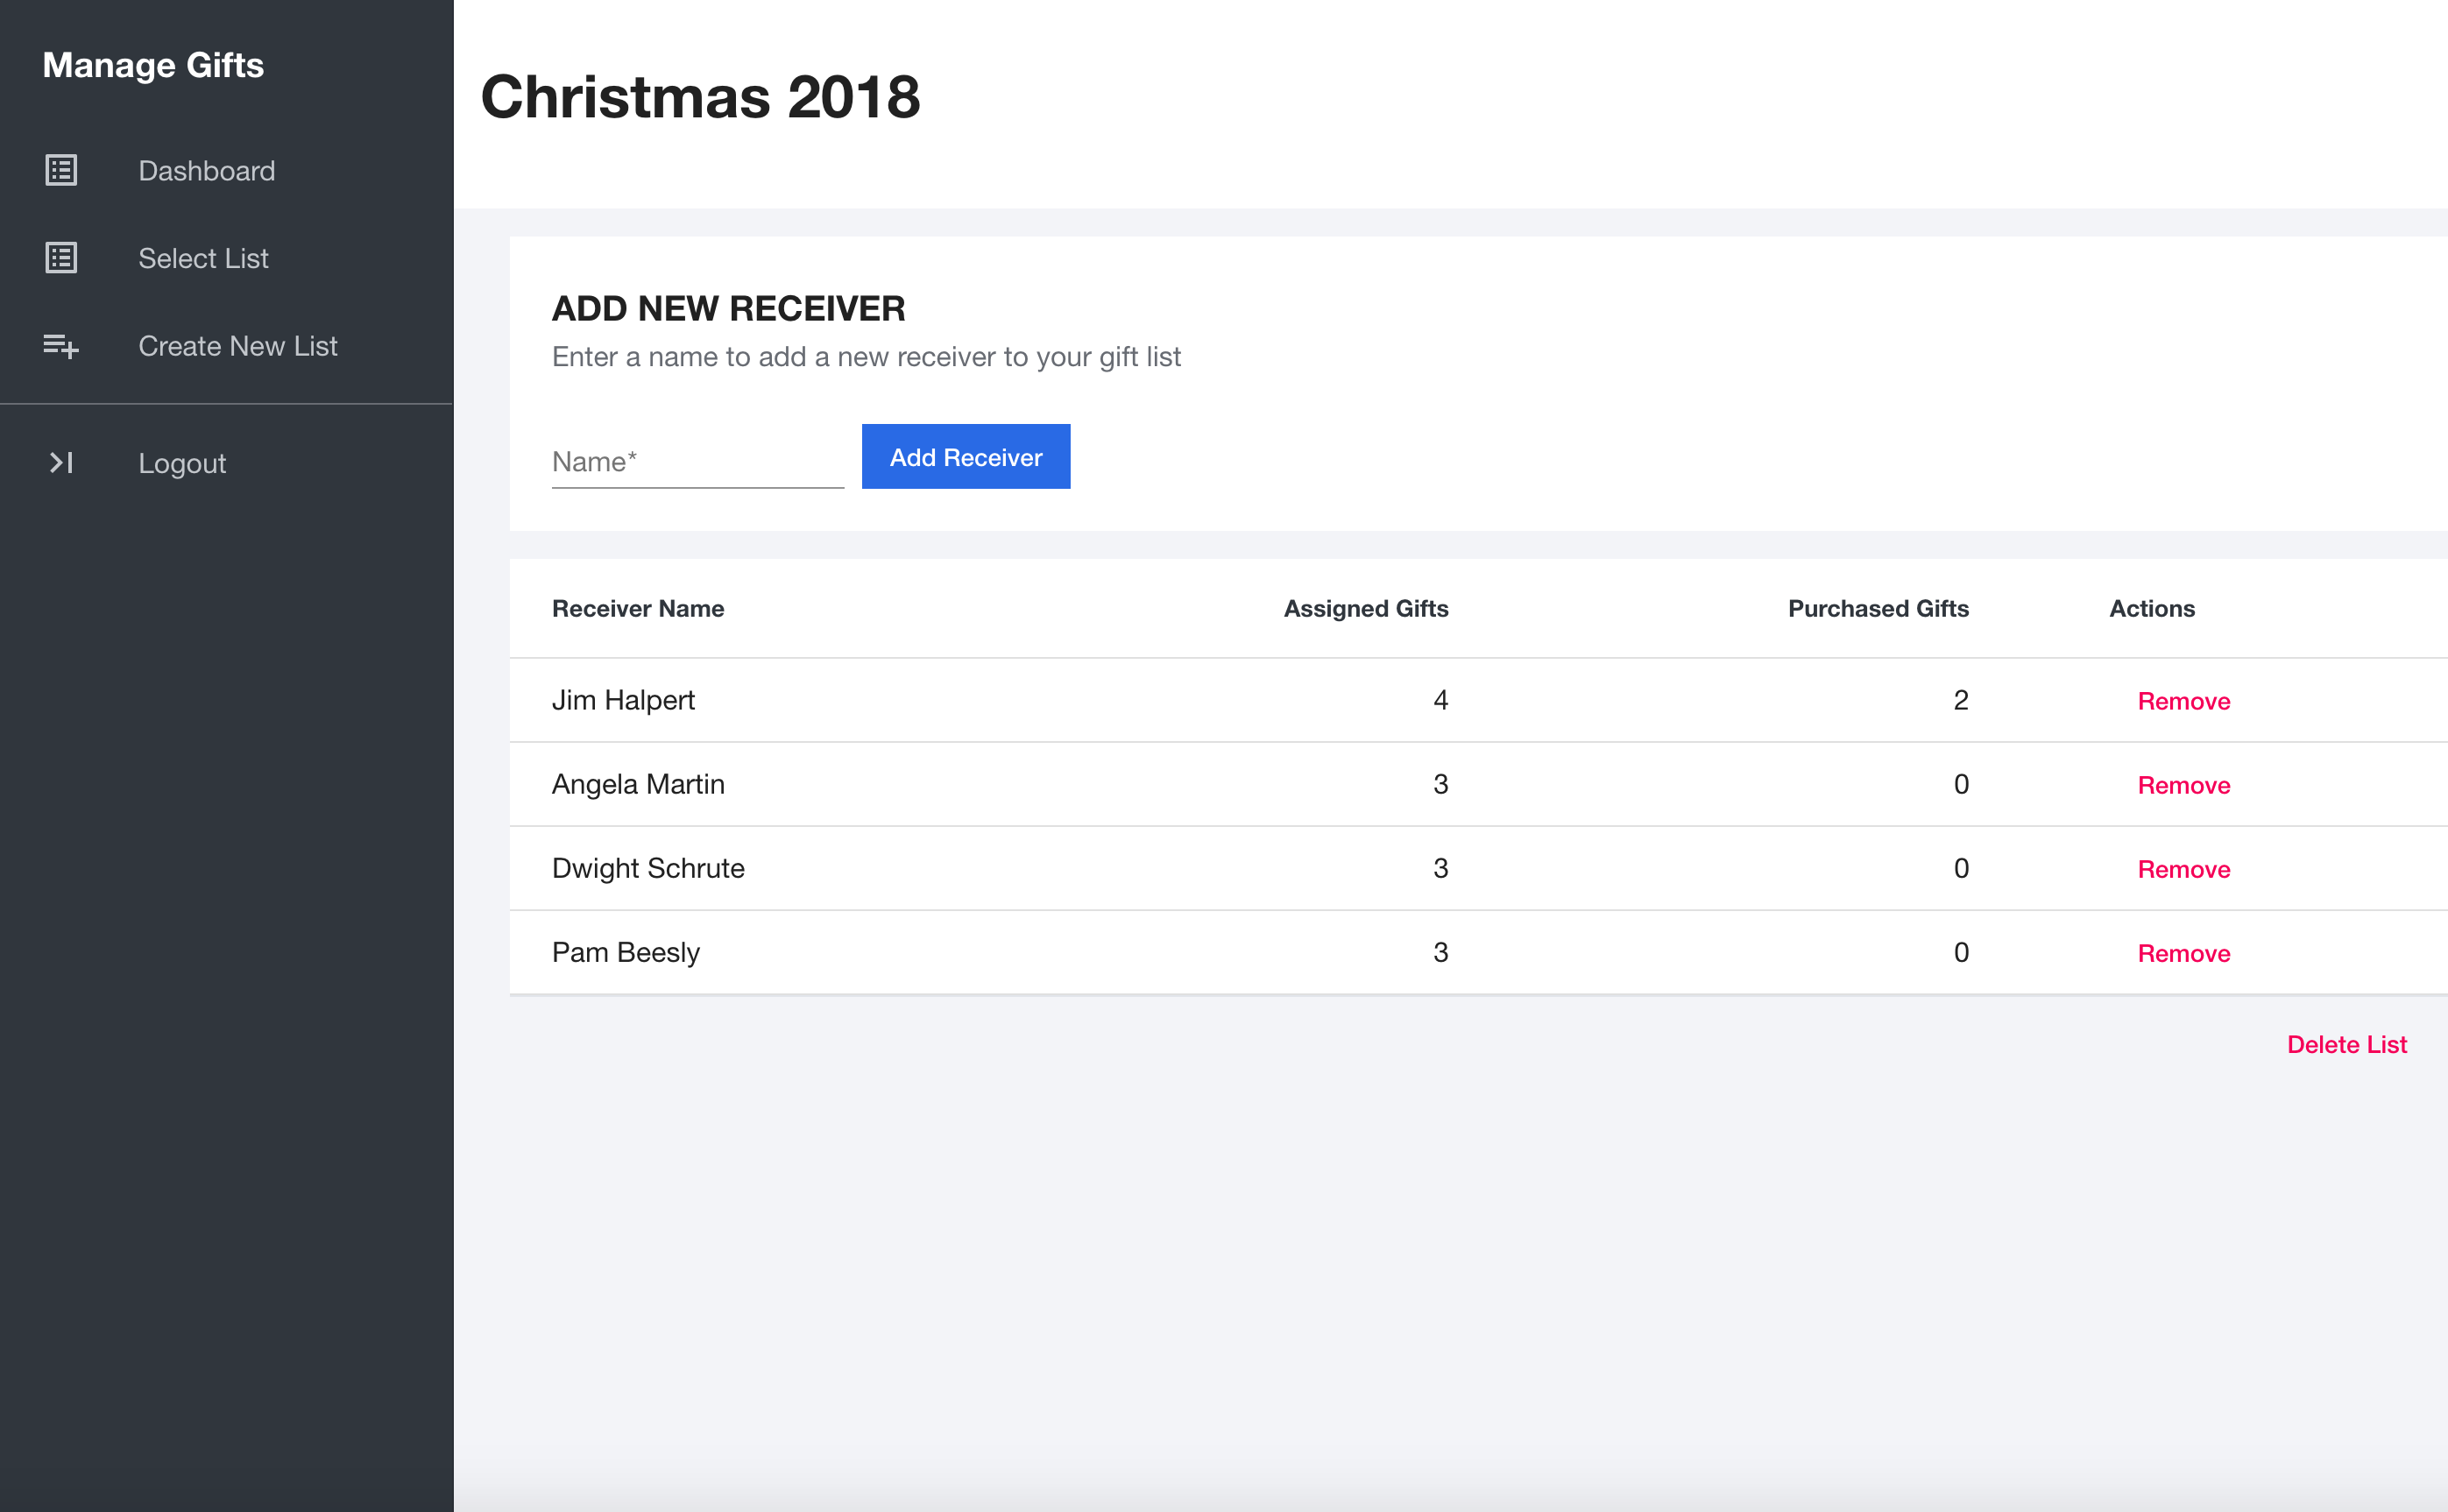 Manage Gifts
Dashboard
Select List
Create New List
Logout
Christmas 2018
ADD NEW RECEIVER
Enter a name to add a new receiver to your gift list
Name*
Add Receiver
Receiver Name Assigned Gifts Purchased Gifts Actions
Jim Halpert 4 2 Remove
Angela Martin 3 0 Remove
Dwight Schrute 3 0 Remove
Pam Beesly 3 0 Remove
Delete List